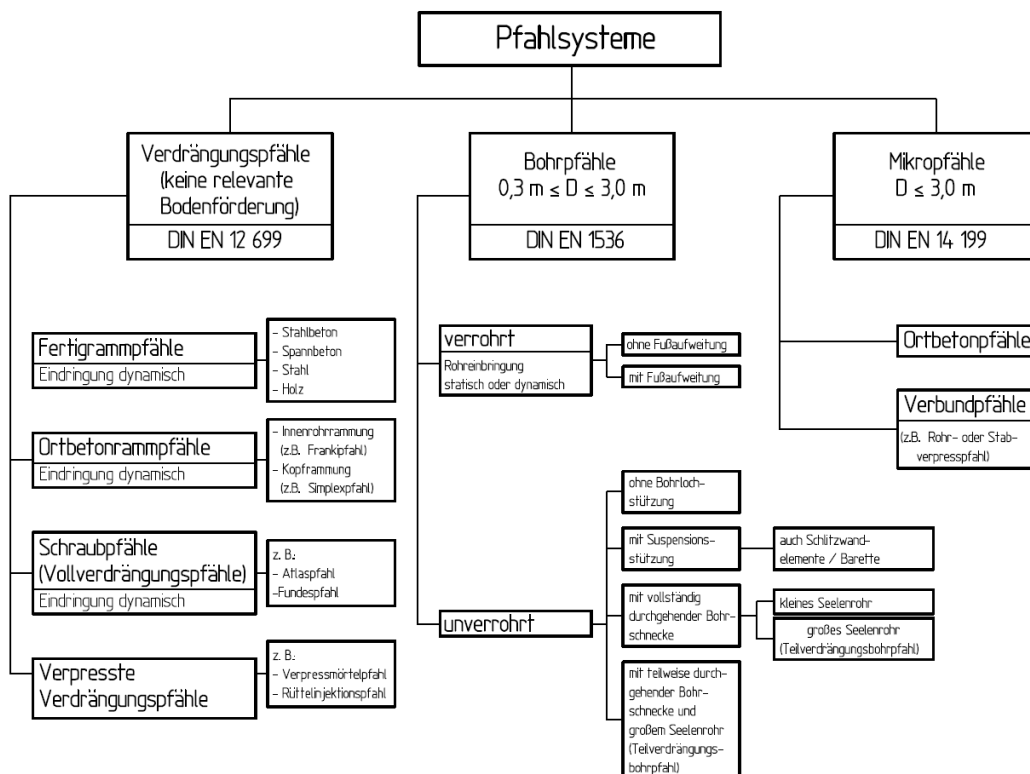 Pfahlsysteme
Verdrängungspfähle
(keine relevante
Bodenförderung)
DIN EN 12 699
Fertigrammpfähle
Eindringung dynamisch
- Stahlbeton
- Spannbeton
- Stahl
- Holz
Ortbetonrammpfähle
Eindringung dynamisch
- Innenrohrrammung
(z.B. Frankipfahl)
- Kopframmung
(z.B. Simplexpfahl)
Schraubpfähle
(Vollverdrängungspfähle)
Eindringung dynamisch
z. B.:
- Atlaspfahl
-Fundespfahl
Verpresste
Verdrängungspfähle
z. B.:
- Verpressmörtelpfahl
- Rüttelinjektionspfahl
Bohrpfähle
0,3 m ≤ D ≤ 3,0 m
DIN EN 1536
verrohrt
Rohreinbringung
statisch oder dynamisch
ohne Fußaufweitung
mit Fußaufweitung
unverrohrt
ohne Bohrloch-
stützung
mit Suspensions-
stützung
auch Schlitzwand-
elemente / Barette
mit vollständig
durchgehender Bohr-
schnecke
kleines Seelenrohr
großes Seelenrohr
(Teilverdrängungsbohrpfahl)
mit teilweise durch-
gehender Bohr-
schnecke und
großem Seelenrohr
(Teilverdrängungs-
bohrpfahl)
Mikropfähle
D ≤ 3,0 m
DIN EN 14 199
Ortbetonpfähle
Verbundpfähle
(z.B. Rohr- oder Stab-
verpresspfahl)